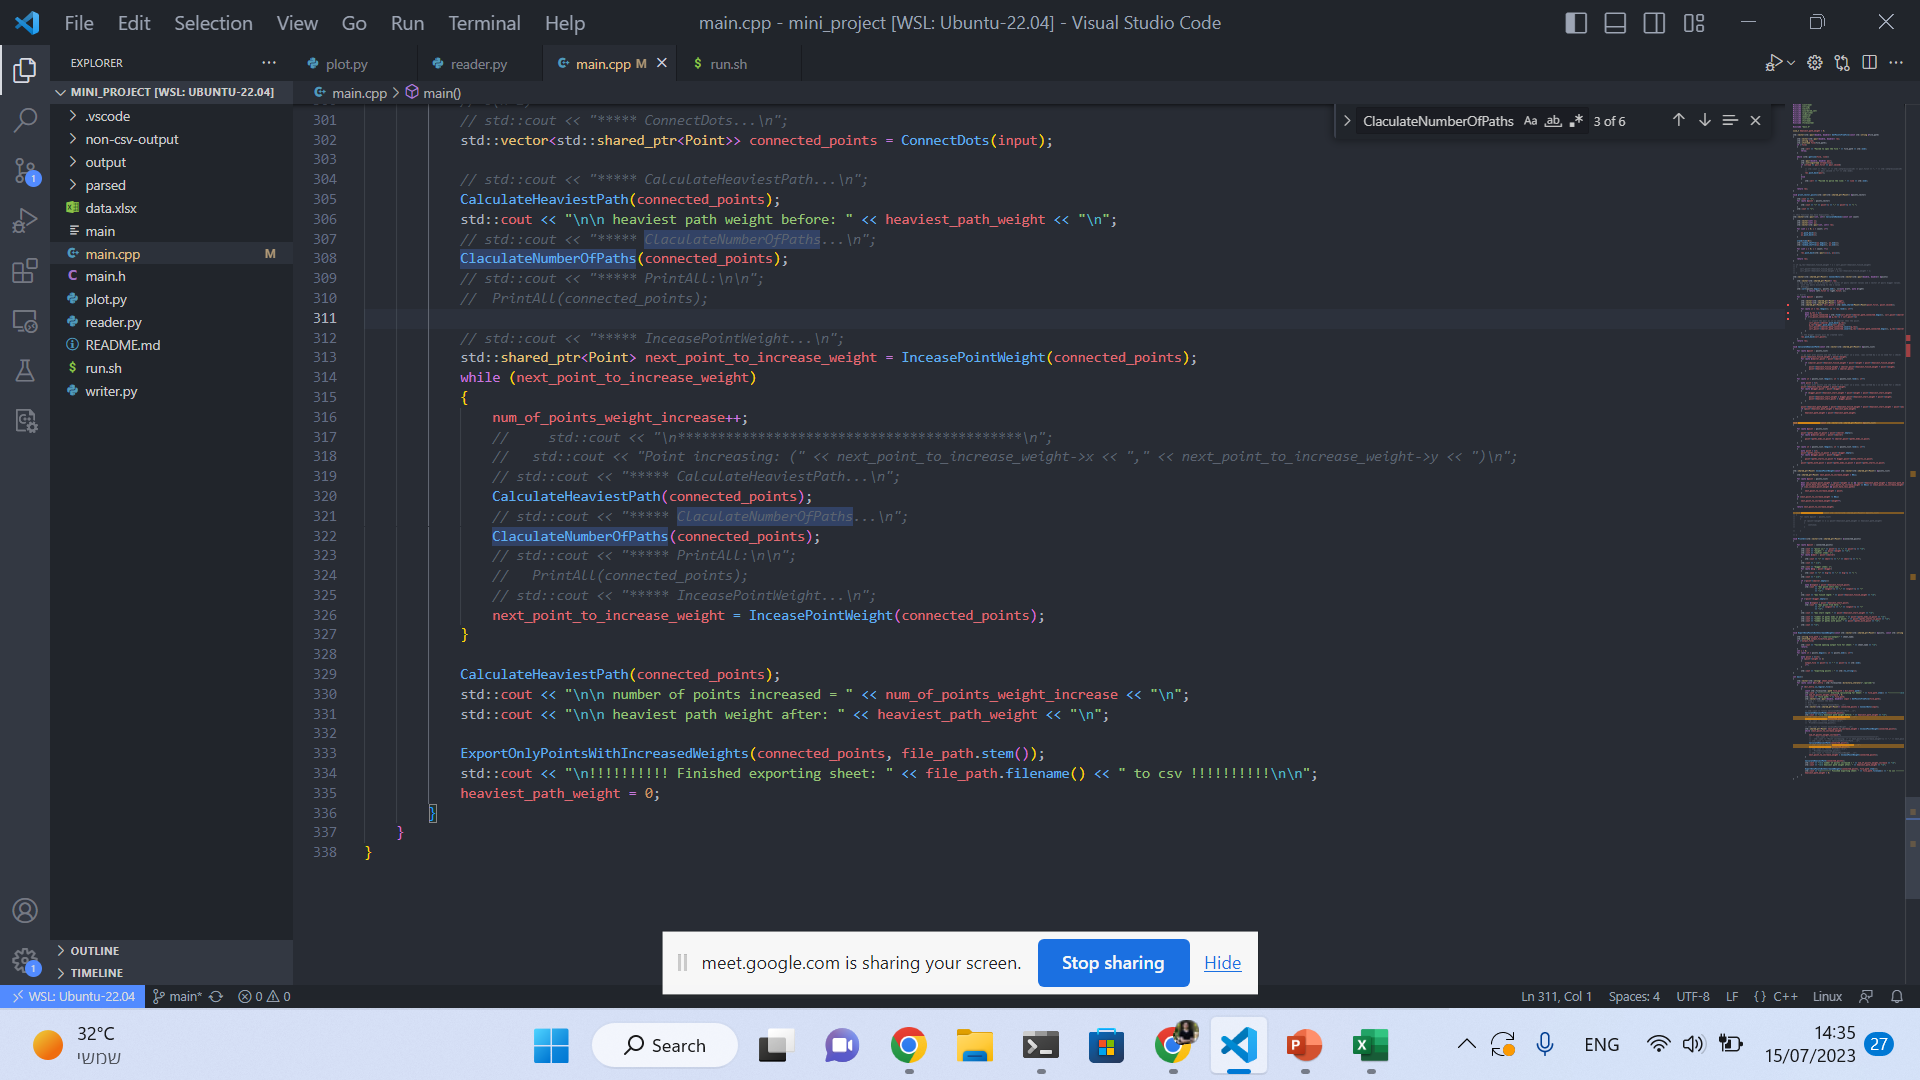 File Edit Selection View Go Run Terminal Help
main.cpp - mini_project [WSL: Ubuntu-22.04] - Visual Studio Code
EXPLORER
plot.py
reader.py
main.cpp M
run.sh
MINI_PROJECT [WSL: UBUNTU-22.04]
main.cpp > main()
.vscode
non-csv-output
output
parsed
data.xlsx
main
main.cpp M
main.h
plot.py
reader.py
README.md
run.sh
writer.py
OUTLINE
TIMELINE
ClaculateNumberOfPaths Aa ab 3 of 6
301 // std::cout << "***** ConnectDots...\n";
302 std::vector<std::shared_ptr<Point>> connected_points = ConnectDots(input);
303
304 // std::cout << "***** CalculateHeaviestPath...\n";
305 CalculateHeaviestPath(connected_points);
306 std::cout << "\n\n heaviest path weight before: " << heaviest_path_weight << "\n";
307 // std::cout << "***** ClaculateNumberOfPaths...\n";
308 ClaculateNumberOfPaths(connected_points);
309 // std::cout << "***** PrintAll:\n\n";
310 //  PrintAll(connected_points);
311
312 // std::cout << "***** InceasePointWeight...\n";
313 std::shared_ptr<Point> next_point_to_increase_weight = InceasePointWeight(connected_points);
314 while (next_point_to_increase_weight)
315 {
316     num_of_points_weight_increase++;
317     //     std::cout << "\n*******************************************\n";
318     //   std::cout << "Point increasing: (" << next_point_to_increase_weight->x << "," << next_point_to_increase_weight->y << ")\n";
319     // std::cout << "***** CalculateHeaviestPath...\n";
320     CalculateHeaviestPath(connected_points);
321     // std::cout << "***** ClaculateNumberOfPaths...\n";
322     ClaculateNumberOfPaths(connected_points);
323     // std::cout << "***** PrintAll:\n\n";
324     //   PrintAll(connected_points);
325     // std::cout << "***** InceasePointWeight...\n";
326     next_point_to_increase_weight = InceasePointWeight(connected_points);
327 }
328
329 CalculateHeaviestPath(connected_points);
330 std::cout << "\n\n number of points increased = " << num_of_points_weight_increase << "\n";
331 std::cout << "\n\n heaviest path weight after: " << heaviest_path_weight << "\n";
332
333 ExportOnlyPointsWithIncreasedWeights(connected_points, file_path.stem());
334 std::cout << "\n!!!!!!!!!! Finished exporting sheet: " << file_path.filename() << " to csv !!!!!!!!!!\n\n";
335 heaviest_path_weight = 0;
336 }
337 }
338 }
meet.google.com is sharing your screen. Stop sharing Hide
WSL: Ubuntu-22.04 main* 0 0
Ln 311, Col 1 Spaces: 4 UTF-8 LF {} C++ Linux
1
1
32°C
שמשי
Search
ENG
14:35
15/07/2023
27